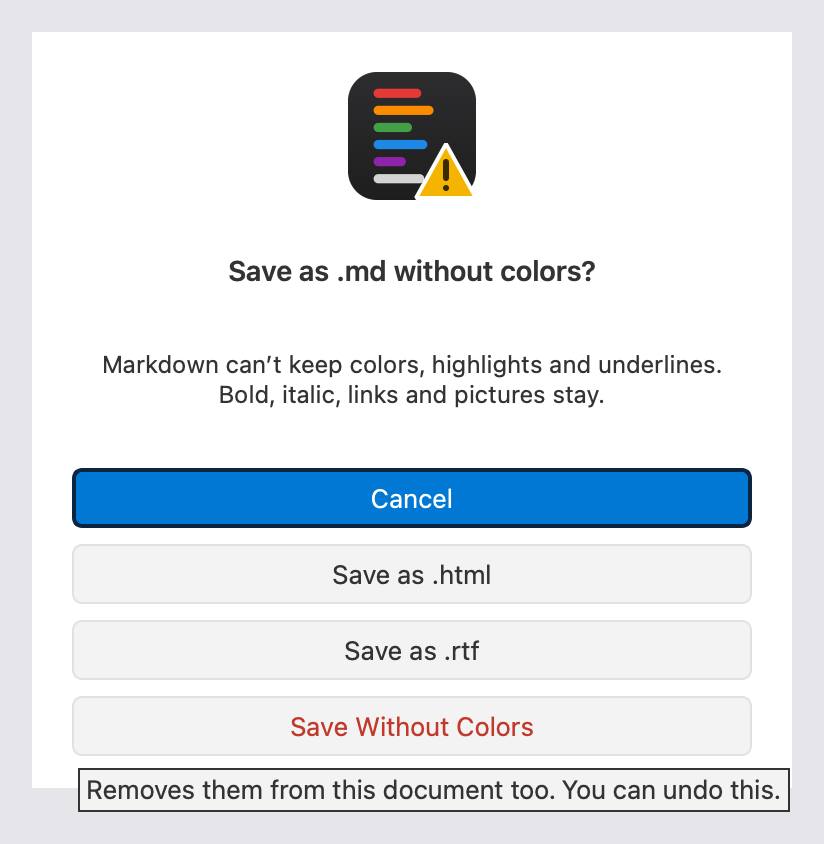 Save as .md without colors?
Markdown can’t keep colors, highlights and underlines.
Bold, italic, links and pictures stay.
Cancel
Save as .html
Save as .rtf
Save Without Colors
Removes them from this document too. You can undo this.